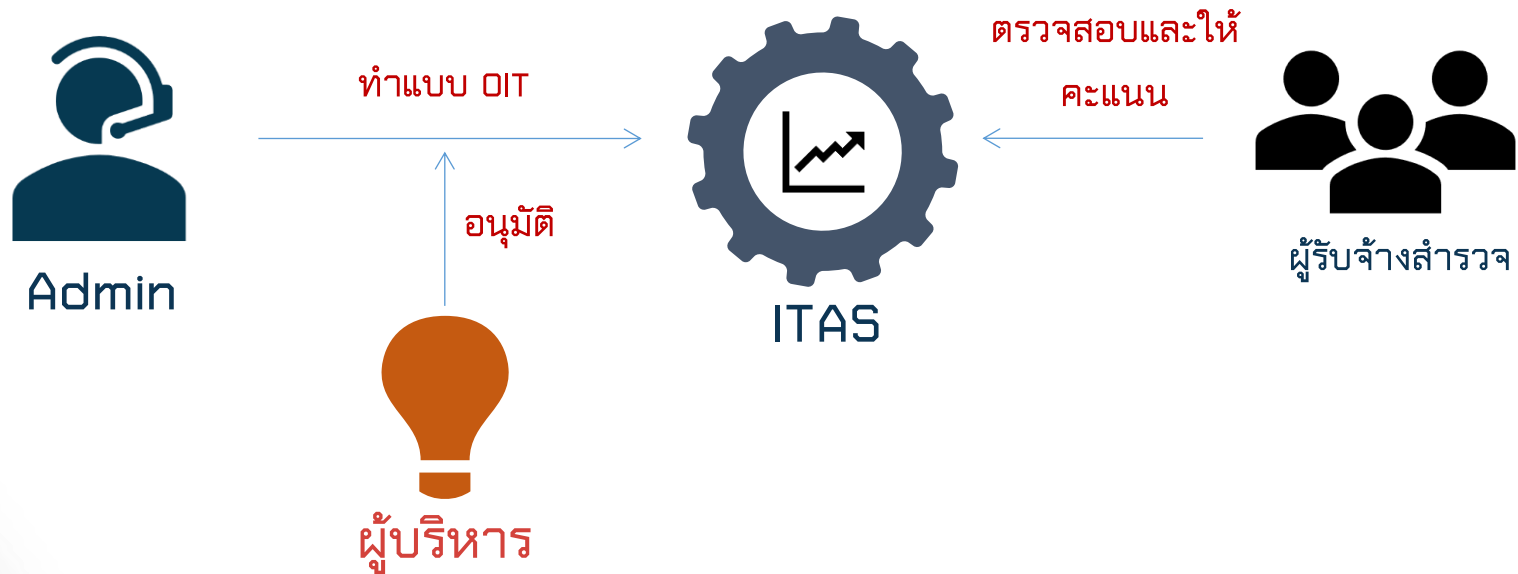 ทำแบบ OIT
ตรวจสอบและให้
คะแนน
อนุมัติ
Admin
ITAS
ผู้รับจ้างสำรวจ
ผู้บริหาร